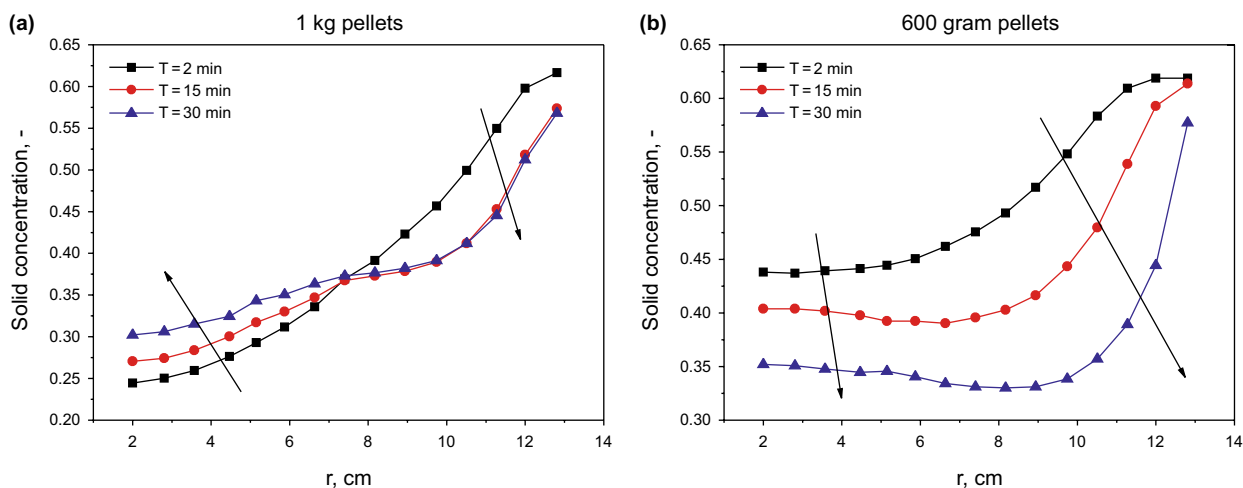 (a)
1 kg pellets
0.65
0.60
0.55
0.50
0.45
0.40
0.35
0.30
0.25
0.20
Solid concentration, -
T = 2 min
T = 15 min
T = 30 min
2
4
6
8
10
12
14
r, cm
(b)
600 gram pellets
0.65
0.60
0.55
0.50
0.45
0.40
0.35
0.30
Solid concentration, -
T = 2 min
T = 15 min
T = 30 min
2
4
6
8
10
12
14
r, cm